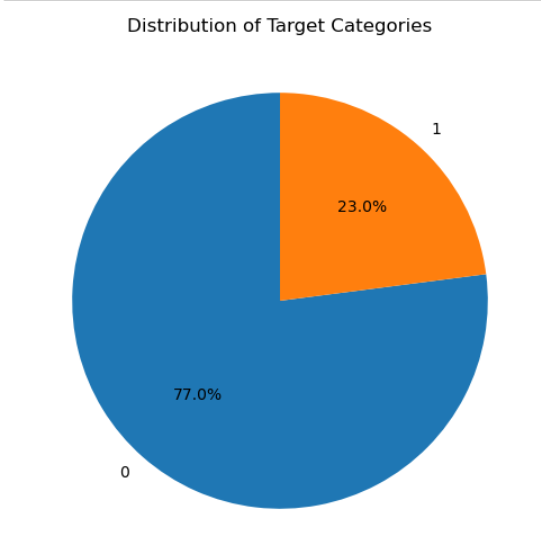 Distribution of Target Categories
1
23.0%
77.0%
0